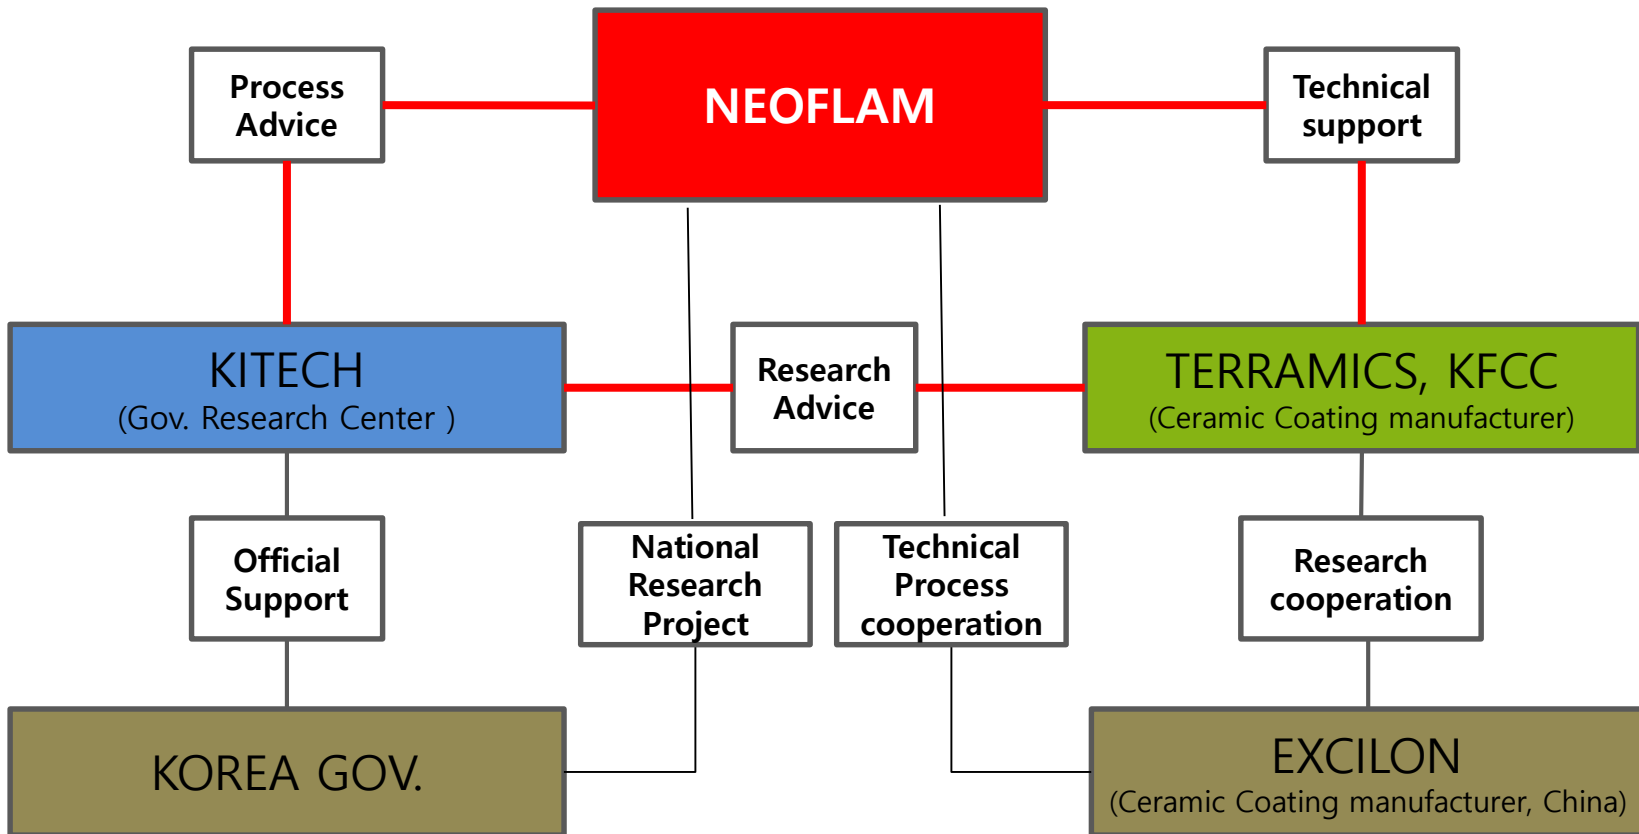 Process
Advice
NEOFLAM
Technical
support
KITECH
(Gov. Research Center )
Research
Advice
TERRAMICS, KFCC
(Ceramic Coating manufacturer)
Official
Support
National
Research
Project
Technical
Process
cooperation
Research
cooperation
KOREA GOV.
EXCILON
(Ceramic Coating manufacturer, China)